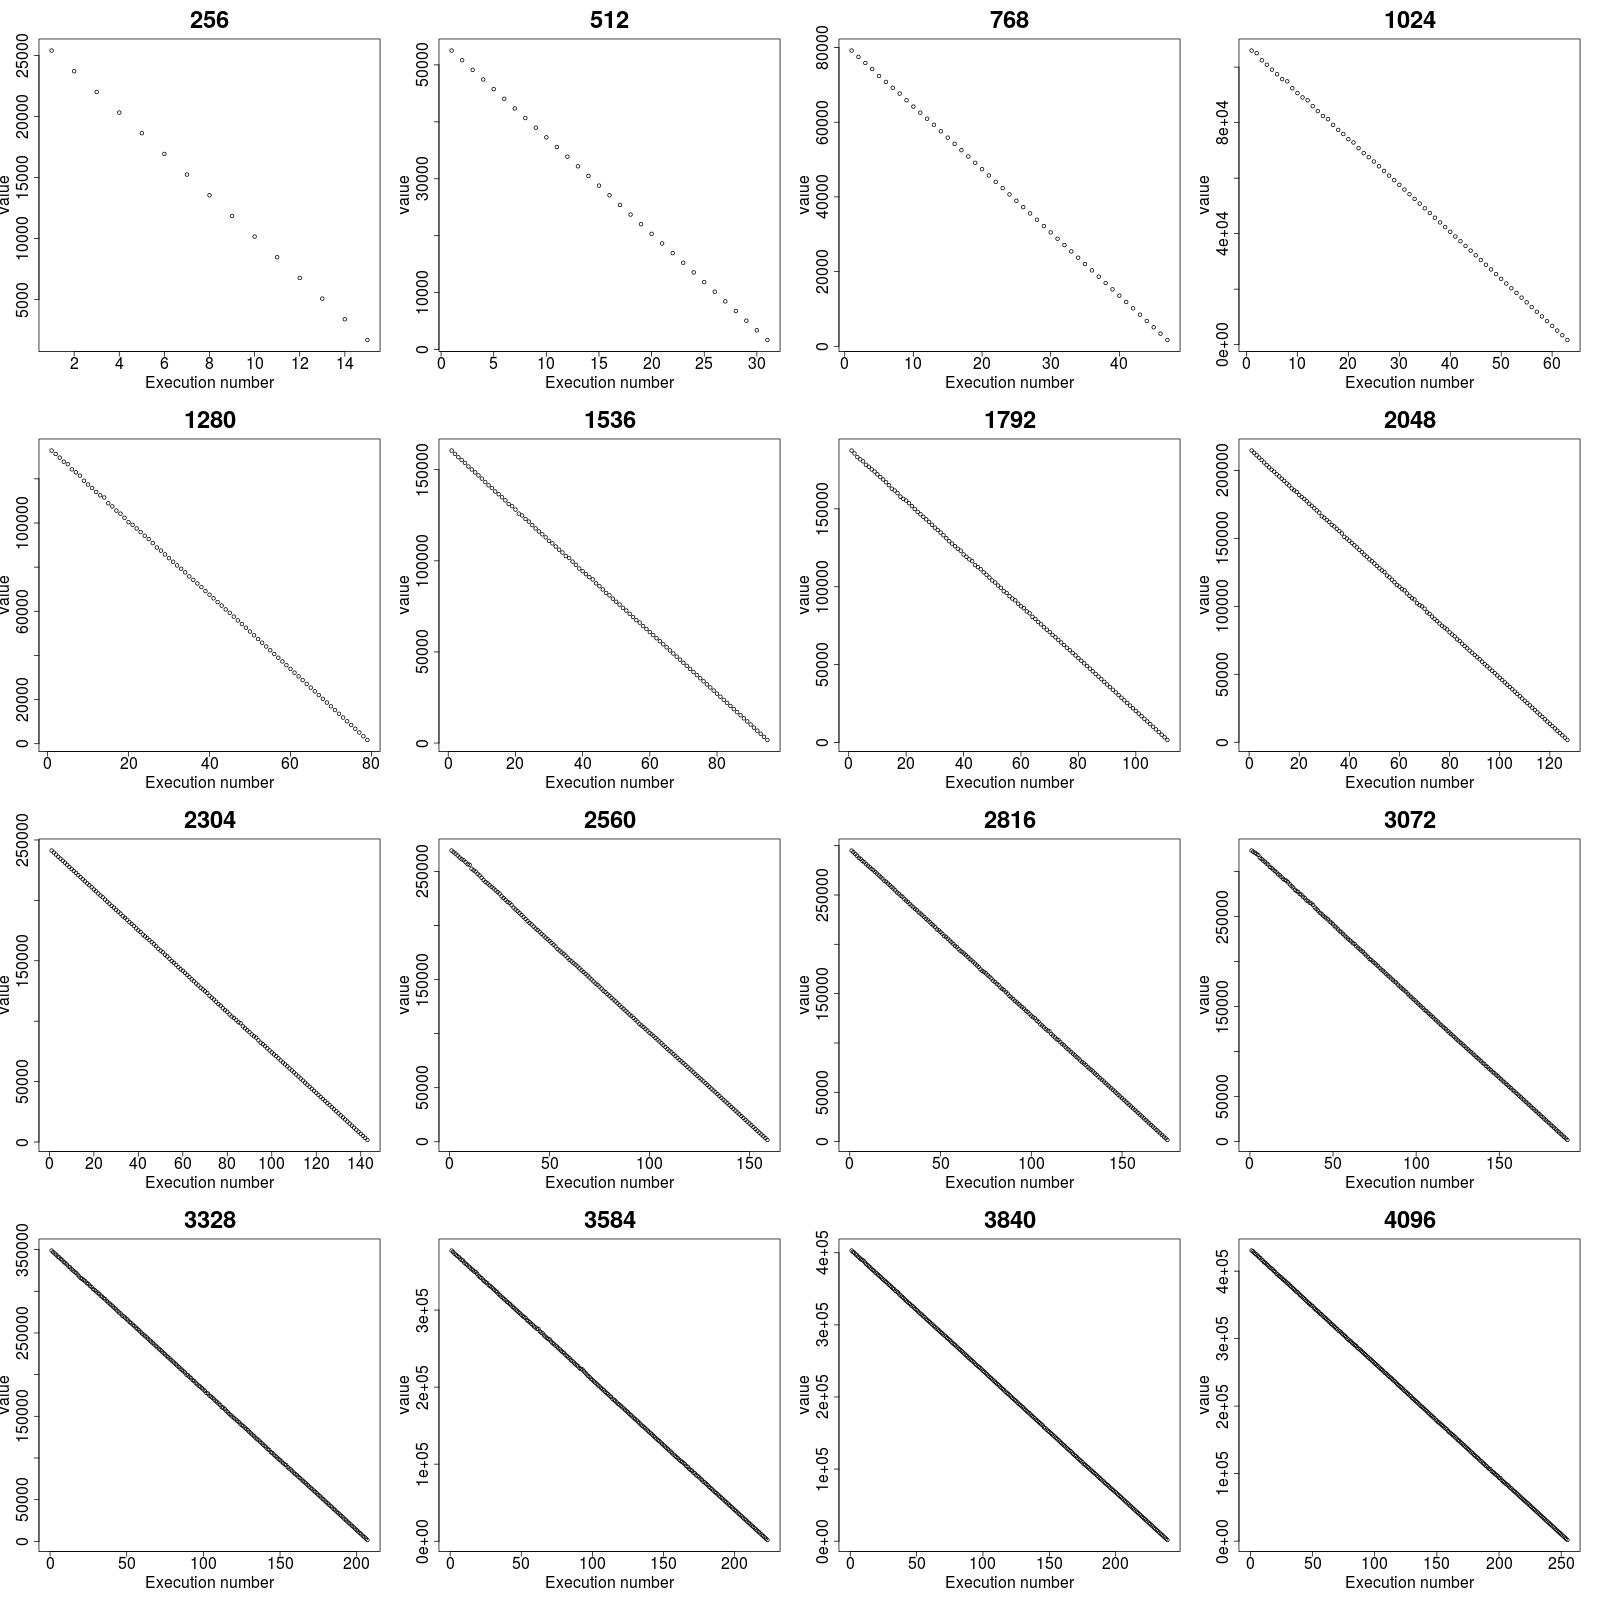 256
25000
20000
15000
10000
5000
value
2 4 6 8 10 12 14
Execution number
512
50000
30000
10000
0
value
0 5 10 15 20 25 30
Execution number
768
80000
60000
40000
20000
0
value
0 10 20 30 40
Execution number
1024
8e+04
4e+04
0e+00
value
0 10 20 30 40 50 60
Execution number
1280
100000
60000
20000
0
value
0 20 40 60 80
Execution number
1536
150000
100000
50000
0
value
0 20 40 60 80
Execution number
1792
150000
100000
50000
0
value
0 20 40 60 80 100
Execution number
2048
200000
150000
100000
50000
0
value
0 20 40 60 80 100 120
Execution number
2304
250000
150000
50000
0
value
0 20 40 60 80 100 120 140
Execution number
2560
250000
150000
50000
0
value
0 50 100 150
Execution number
2816
250000
150000
50000
0
value
0 50 100 150
Execution number
3072
250000
150000
50000
0
value
0 50 100 150
Execution number
3328
350000
250000
150000
50000
0
value
0 50 100 150 200
Execution number
3584
3e+05
2e+05
1e+05
0e+00
value
0 50 100 150 200
Execution number
3840
4e+05
3e+05
2e+05
1e+05
0e+00
value
0 50 100 150 200
Execution number
4096
4e+05
3e+05
2e+05
1e+05
0e+00
value
0 50 100 150 200 250
Execution number